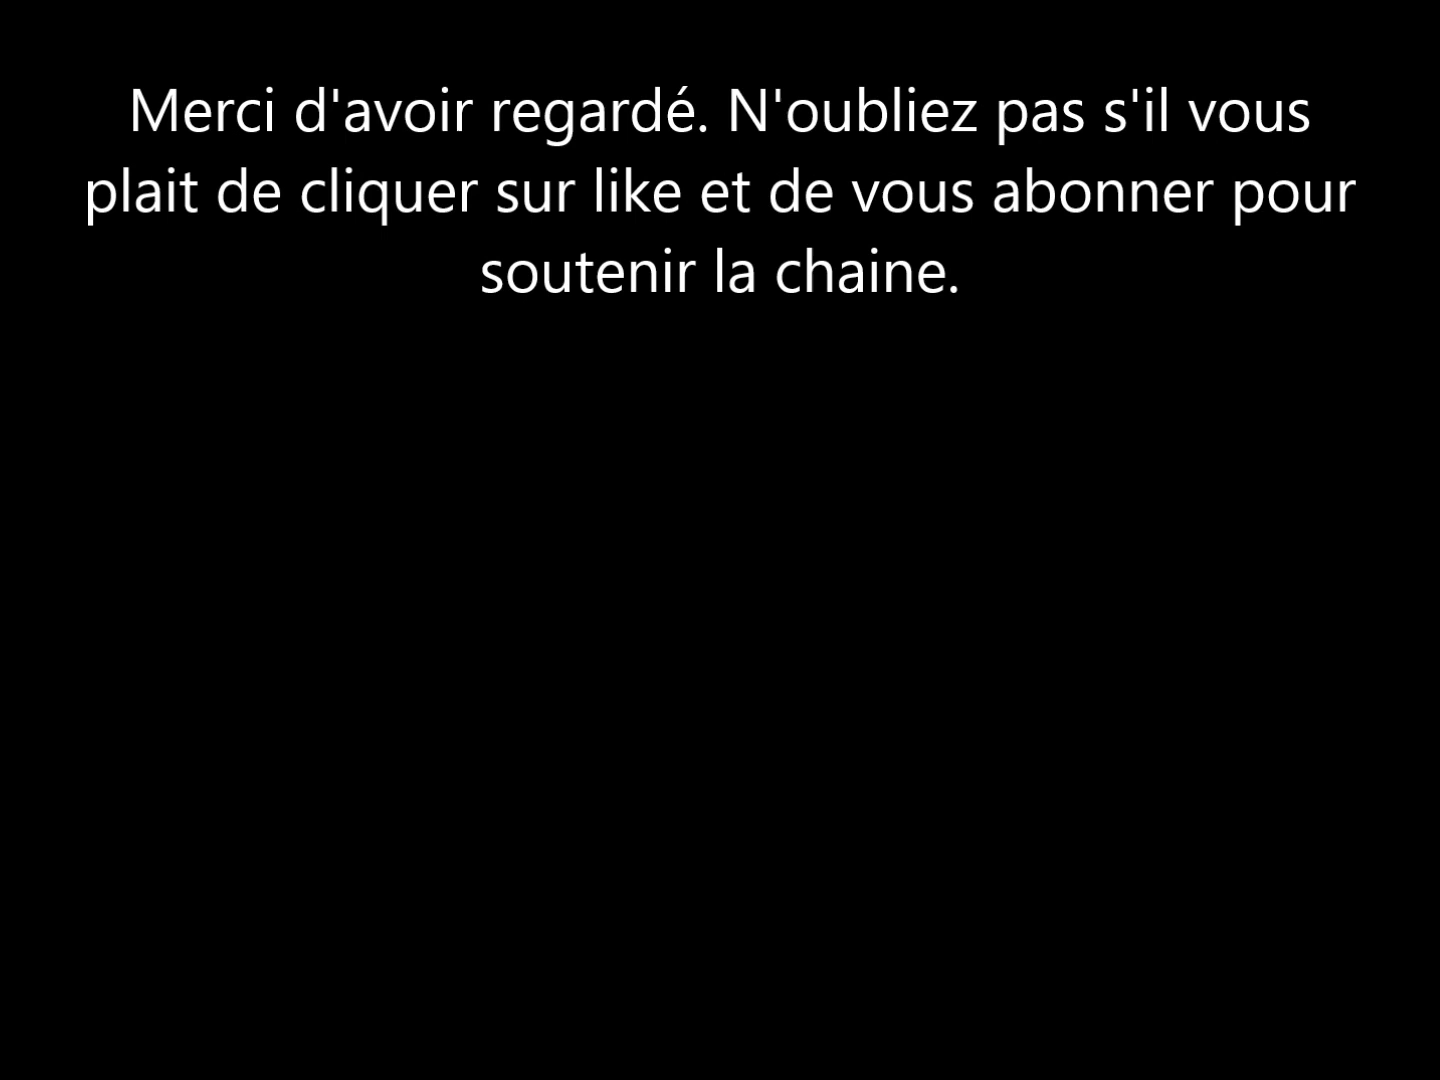 Merci d'avoir regardé. N'oubliez pas s'il vous
plait de cliquer sur like et de vous abonner pour
soutenir la chaine.